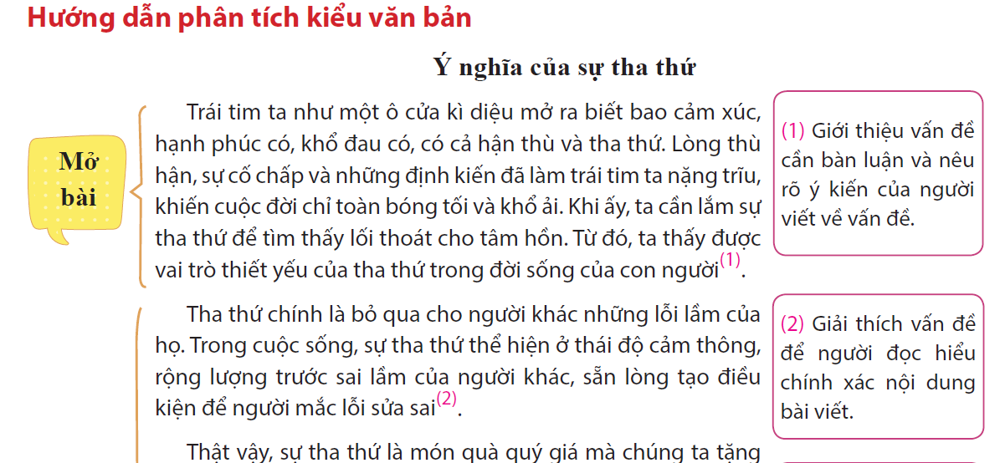 Hướng dẫn phân tích kiểu văn bản
Ý nghĩa của sự tha thứ
Mở
bài
Trái tim ta như một ô cửa kì diệu mở ra biết bao cảm xúc,
hạnh phúc có, khổ đau có, có cả hận thù và tha thứ. Lòng thù
hận, sự cố chấp và những định kiến đã làm trái tim ta nặng trĩu,
khiến cuộc đời chỉ toàn bóng tối và khổ ải. Khi ấy, ta cần lắm sự
tha thứ để tìm thấy lối thoát cho tâm hồn. Từ đó, ta thấy được
vai trò thiết yếu của tha thứ trong đời sống của con người(1).
(1) Giới thiệu vấn đề
cần bàn luận và nêu
rõ ý kiến của người
viết về vấn đề.
Tha thứ chính là bỏ qua cho người khác những lỗi lầm của
họ. Trong cuộc sống, sự tha thứ thể hiện ở thái độ cảm thông,
rộng lượng trước sai lầm của người khác, sẵn lòng tạo điều
kiện để người mắc lỗi sửa sai(2).
(2) Giải thích vấn đề
để người đọc hiểu
chính xác nội dung
bài viết.
Thật vậy, sự tha thứ là món quà quý giá mà chúng ta tặng